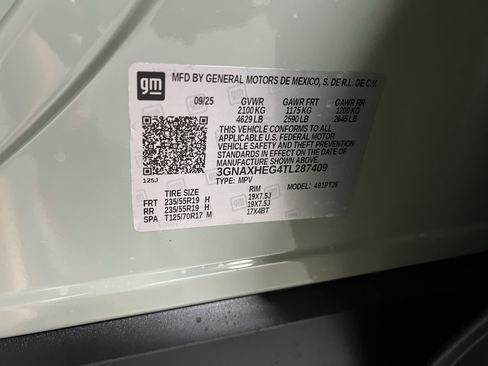 gm MFD BY GENERAL MOTORS DE MEXICO, S. DE R.L. DE C.V.
09/25 GVWR GAWR FRT GAWR RR
2100 KG 1175 KG 1200 KG
4629 LB 2590 LB 2645 LB
THIS VEHICLE CONFORMS TO ALL
APPLICABLE U.S. FEDERAL MOTOR
VEHICLE SAFETY AND THEFT PREVENTION
STANDARDS IN EFFECT ON THE DATE OF
MANUFACTURE SHOWN ABOVE.
3GNAXHEG4TL287409
125J TYPE: MPV MODEL: 491PT26
TIRE SIZE RIM
FRT 235/55R19 H 19X7.5J
RR 235/55R19 H 19X7.5J
SPA T125/70R17 M 17X4BT